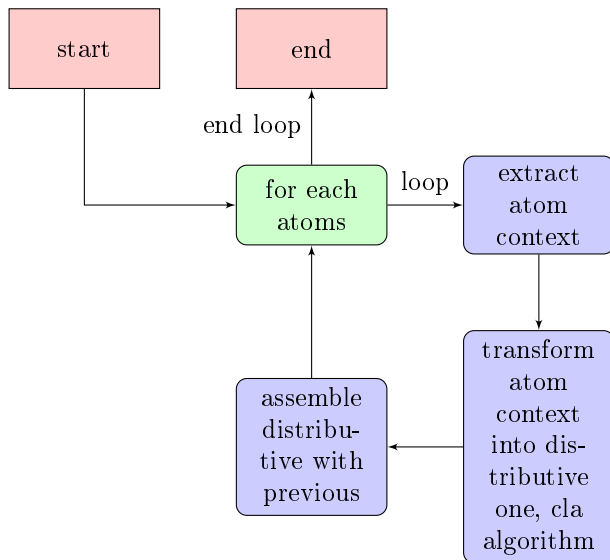 start
end
end loop
for each
atoms
loop
extract
atom
context
transform
atom
context
into dis-
tributive
one, cla
algorithm
assemble
distribu-
tive with
previous